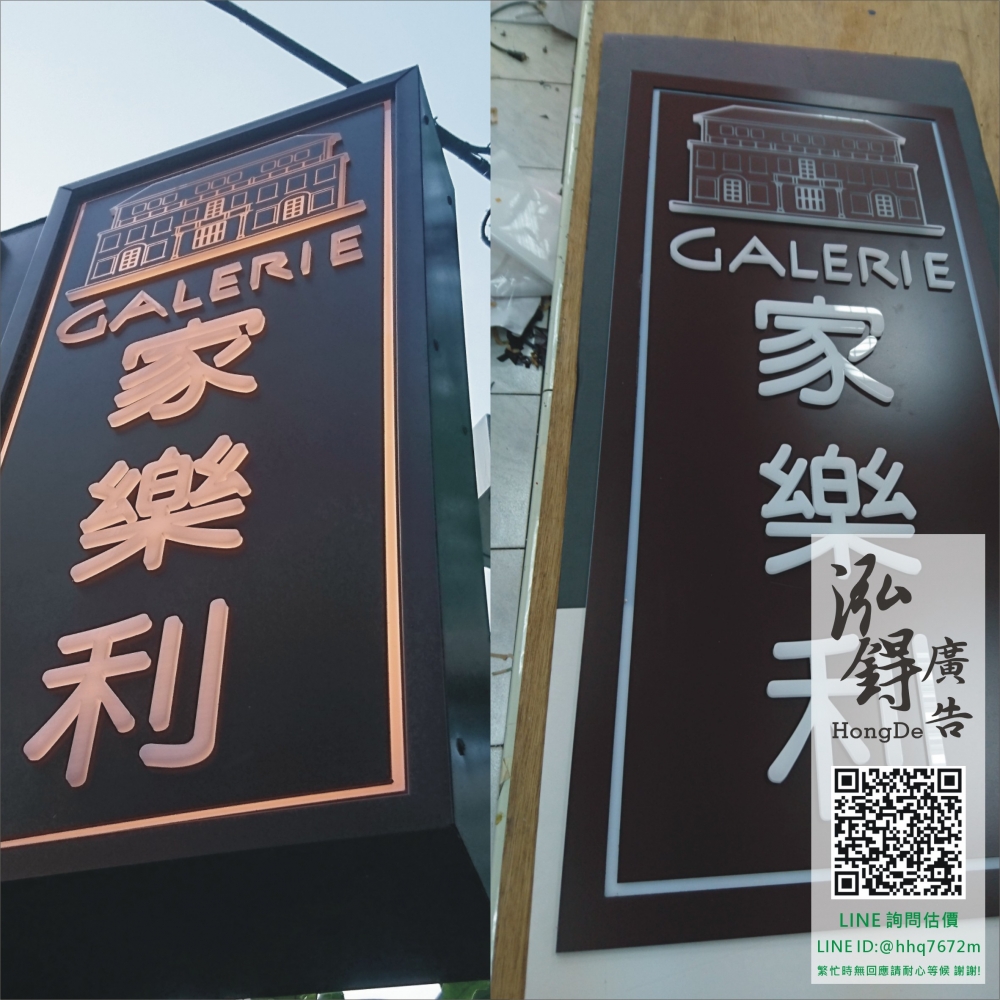 GALERIE
家
樂
利
GALERIE
家
樂
利
泓鍀
廣告
HongDe
LINE 詢問估價
LINE ID:@hhq7672m
繁忙時無回應請耐心等候 謝謝!